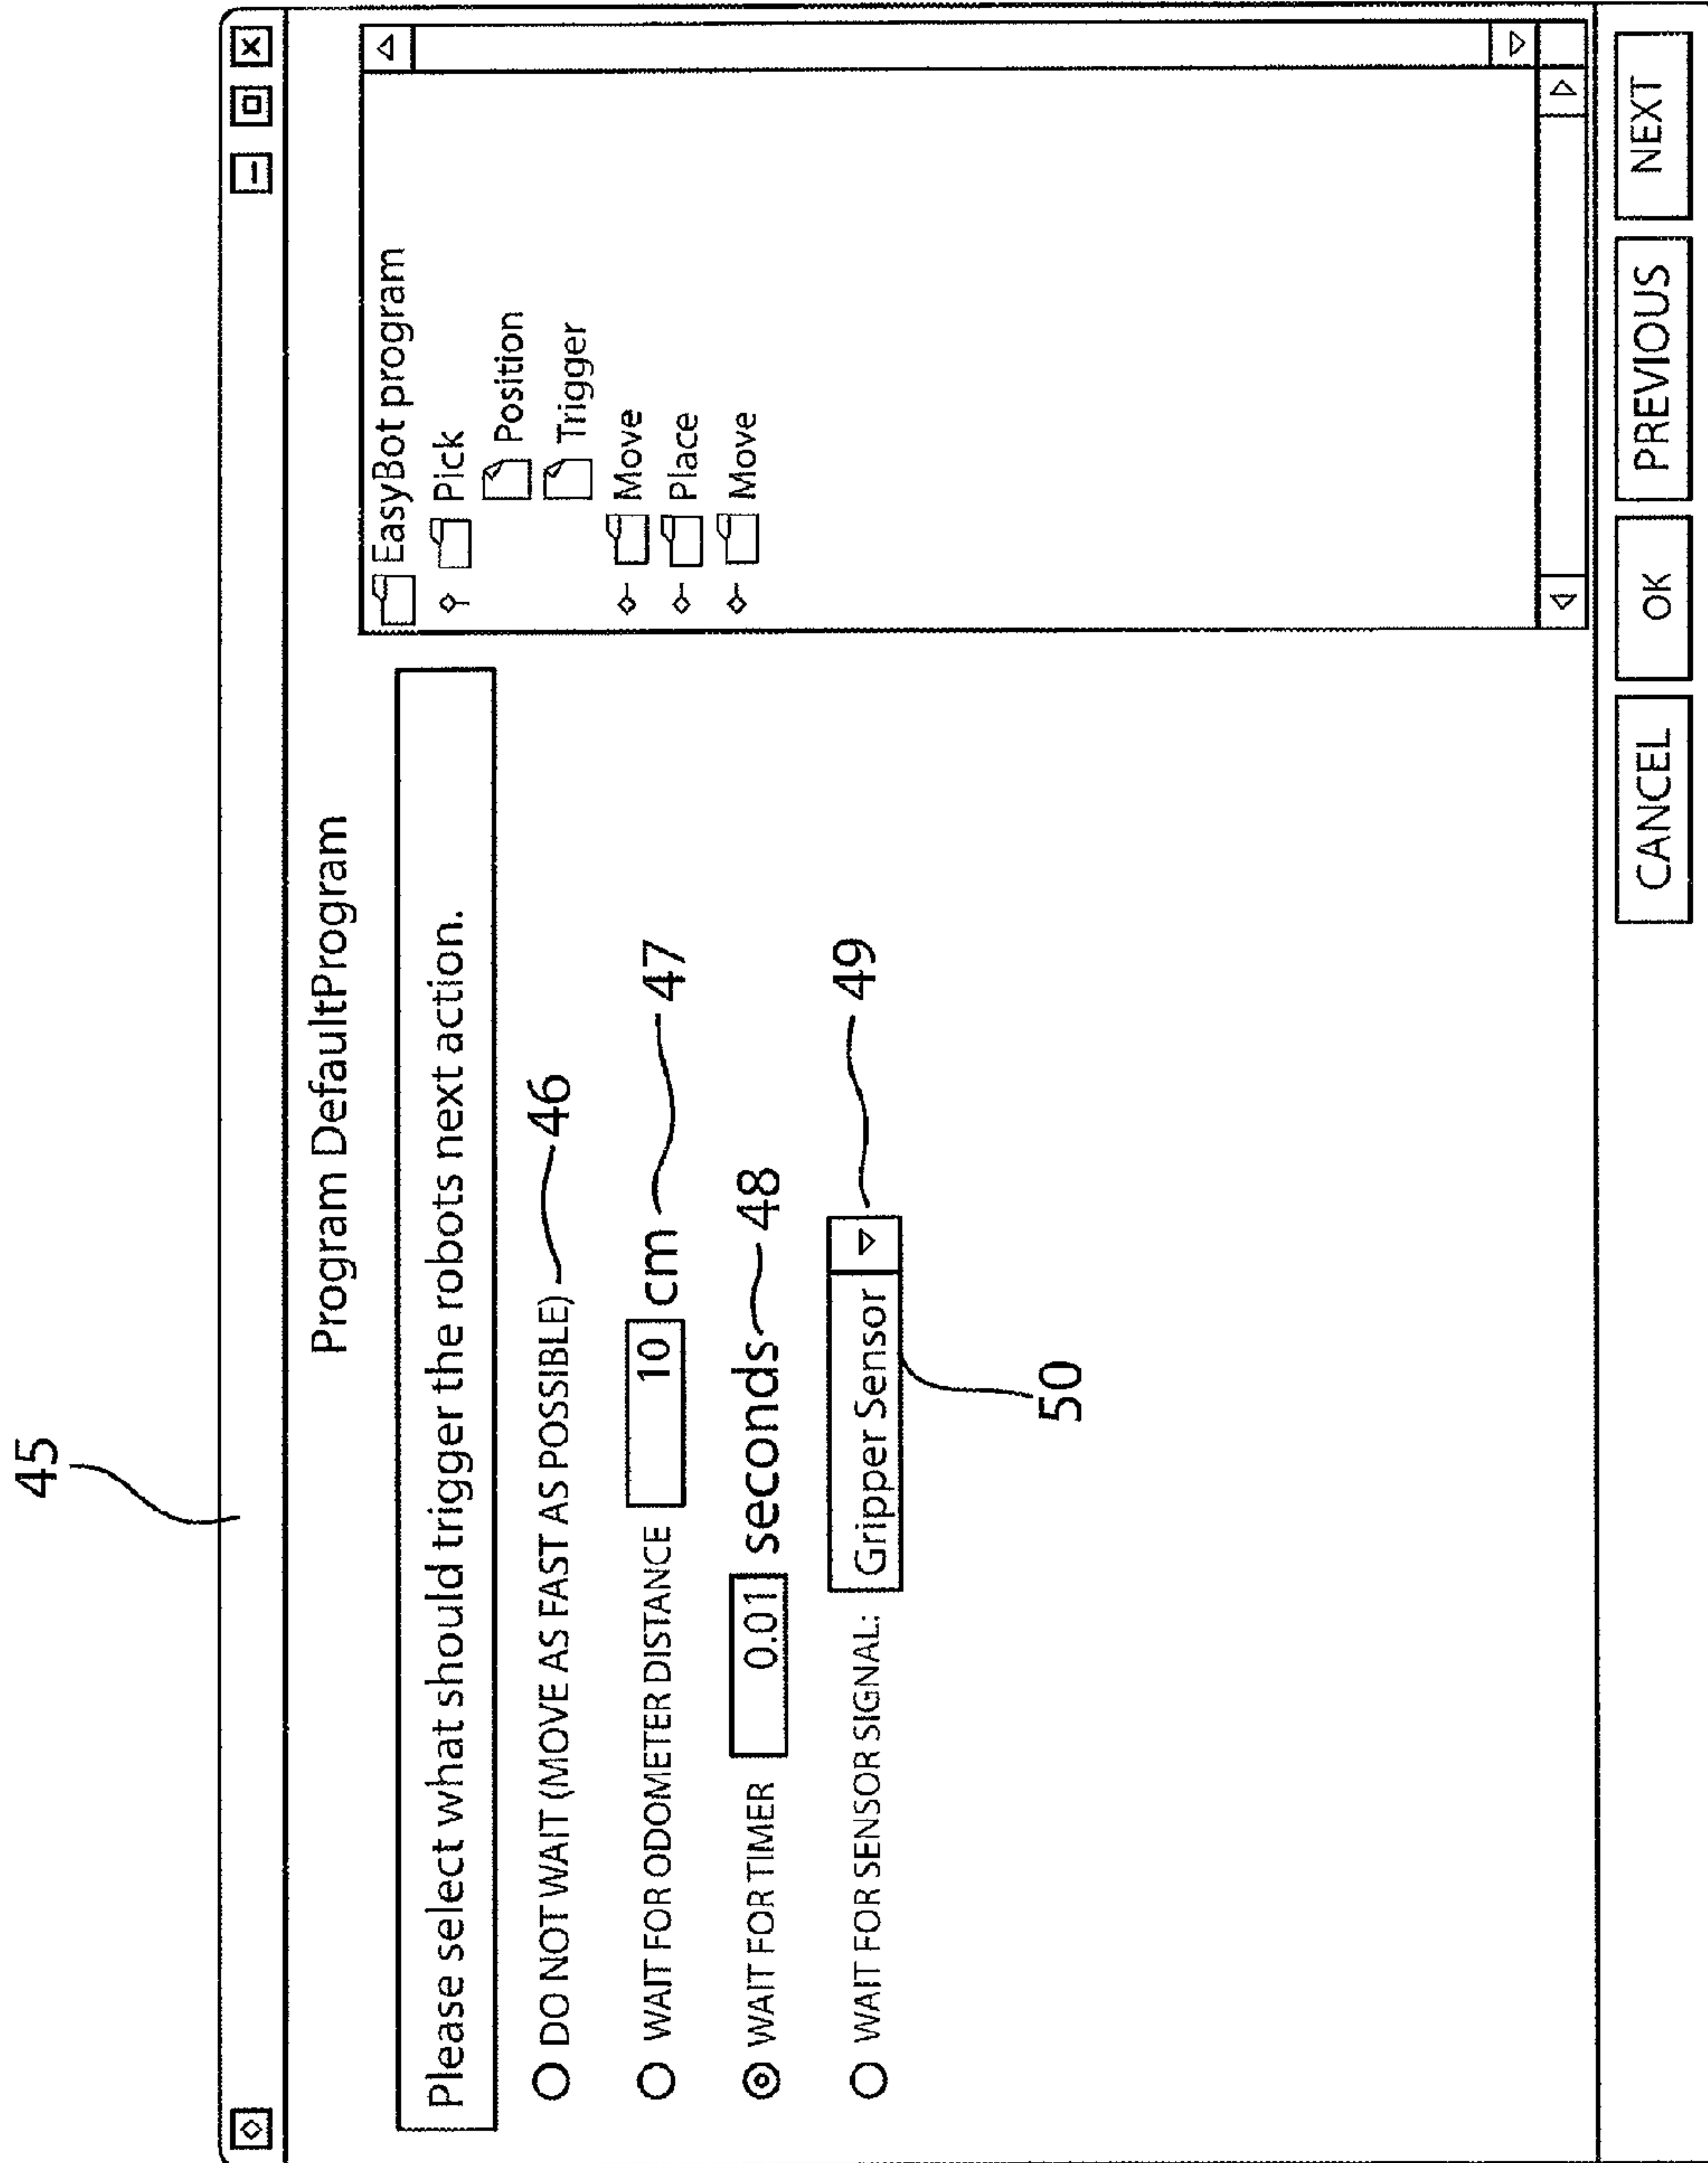 45
Program DefaultProgram
Please select what should trigger the robots next action.
DO NOT WAIT (MOVE AS FAST AS POSSIBLE) 46
WAIT FOR ODOMETER DISTANCE 10 cm 47
WAIT FOR TIMER 0.01 seconds 48
WAIT FOR SENSOR SIGNAL: Gripper Sensor 49
50
EasyBot program
Pick
Position
Trigger
Move
Place
Move
CANCEL OK PREVIOUS NEXT